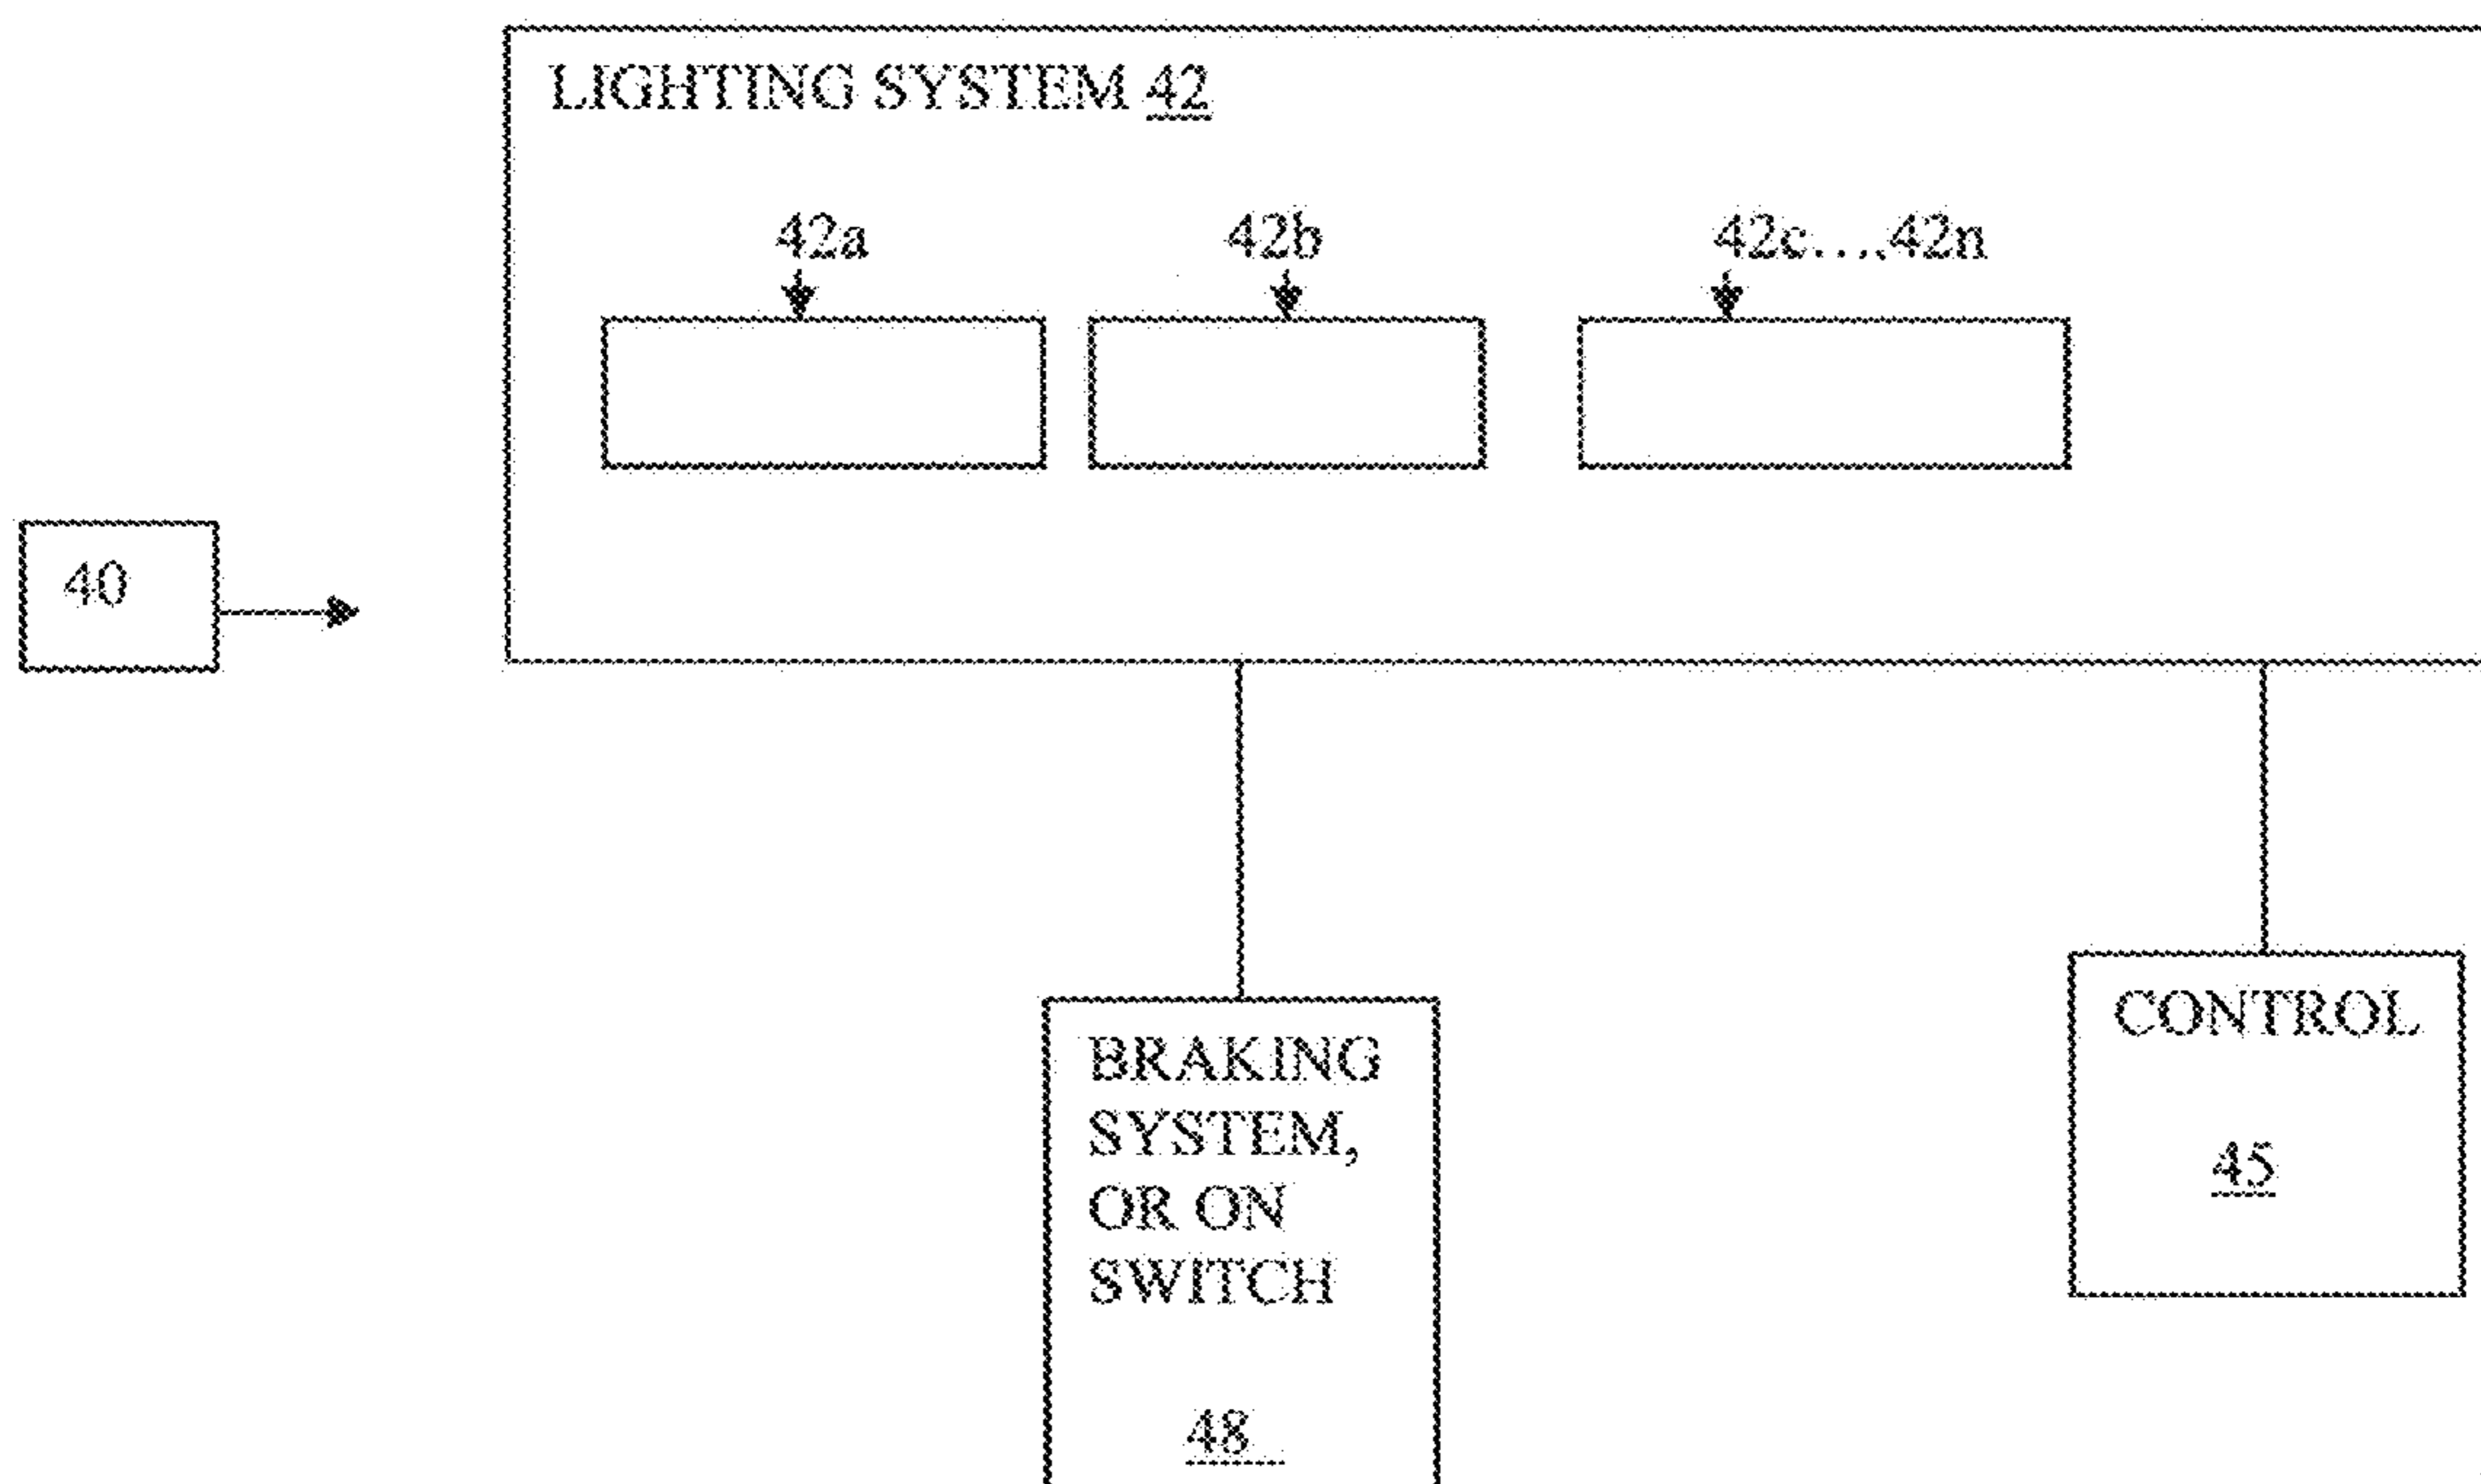 LIGHTING SYSTEM 42
42a 42b 42c....42n
40
BRAKING
SYSTEM,
OR ON
SWITCH
48
CONTROL
45